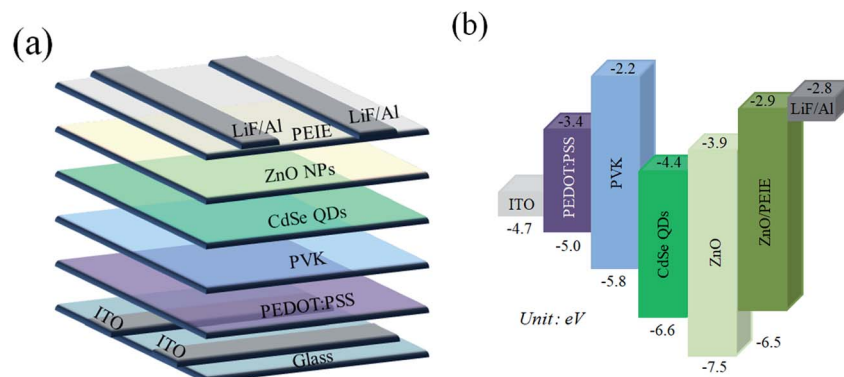 (a)
LiF/Al
LiF/Al
PEIE
ZnO NPs
CdSe QDs
PVK
PEDOT:PSS
ITO
ITO
Glass
(b)
-2.2
-2.8
LiF/Al
-2.9
-3.4
-3.9
-4.4
PEDOT:PSS
PVK
CdSe QDs
ZnO
ZnO/PEIE
ITO
-4.7
-5.0
-5.8
-6.6
-7.5
-6.5
Unit: eV